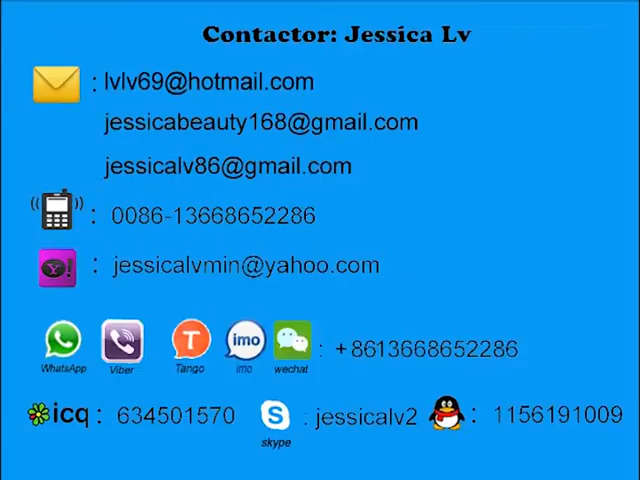 Contactor: Jessica Lv
: lvlv69@hotmail.com
jessicabeauty168@gmail.com
jessicalv86@gmail.com
: 0086-13668652286
Y! : jessicalvmin@yahoo.com
T imo : +8613668652286
WhatsApp Viber Tango imo wechat
icq : 634501570 S : jessicalv2 : 1156191009
skype